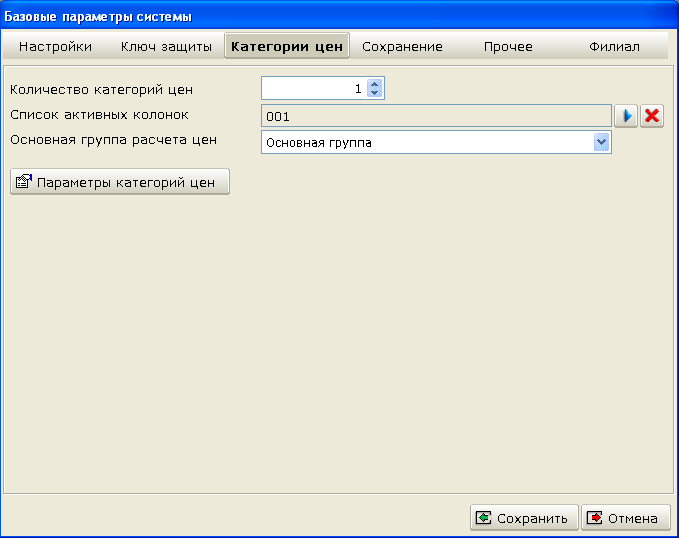 Базовые параметры системы
Настройки Ключ защиты Категории цен Сохранение Прочее Филиал
Количество категорий цен 1
Список активных колонок 001
Основная группа расчета цен Основная группа
Параметры категорий цен
Сохранить Отмена